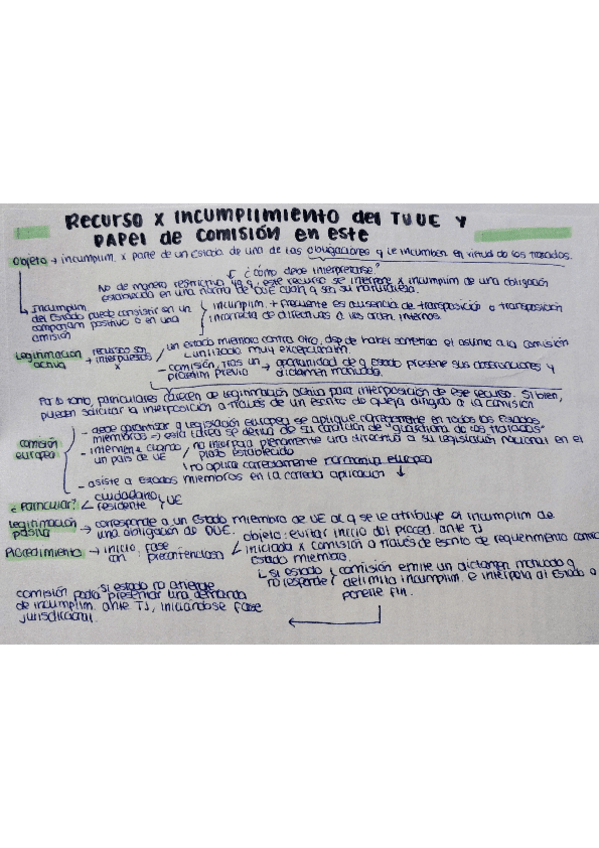 Recurso x incumplimiento del TUUE y
papel de comisión en este
Objeto → incumplim. x parte de un Estado de una de las obligaciones q le incumben en virtud de los tratados.
↳ ¿cómo debe interpretarse?
No de manera restrictiva ya q este recurso se interpone x incumplim de una obligación
establecida en una norma de DUE cualq q sea su naturaleza.
Incumplim
del Estado puede consistir en un
comportam positivo o en una
omisión
incumplim + frecuente es ausencia de transposición o transposición
incorrecta de directivas a los orden. internos.
Legitimación activa → recursos son interpuestos x
un estado miembro contra otro, dsp de haber sometido el asunto a la comisión
↳ utilizado muy excepcionalm.
- comisión, tras un procedim previo → oportunidad de q Estado presente sus observaciones y
dictamen motivado.
Por lo tanto, particulares carecen de legitimación activa para interposición de ese recurso. Si bien,
pueden solicitar la interposición a través de un escrito de queja dirigido a la comisión
comisión europea
- debe garantizar q legislación europea se aplique correctamente en todos los Estados
miembros => esta tarea se deriva de su condición de "guardiana de los tratados"
- interviene cuando un país de UE
no incorpora plenamente una directiva a su legislación nacional en el
plazo establecido
no aplica correctamente normativa europea
- asiste a Estados miembros en la correcta aplicación ↓
¿Particular? < ciudadano / residente UE
legitimación pasiva → corresponde a un Estado miembro de UE al q se le atribuye el incumplim de
una obligación de DUE.
objeto: evitar inicio del proced. ante TJ
Procedimiento → inicio con fase precontenciosa
iniciada x comisión a través de escrito de requerimiento contra
Estado miembro.
↳ si estado no responde
comisión emite un dictamen motivado q
delimita incumplim. e interpela al Estado a
ponerle fin.
si estado no atiende
comisión podrá presentar una demanda
de incumplim. ante TJ, iniciándose fase
jurisdiccional.